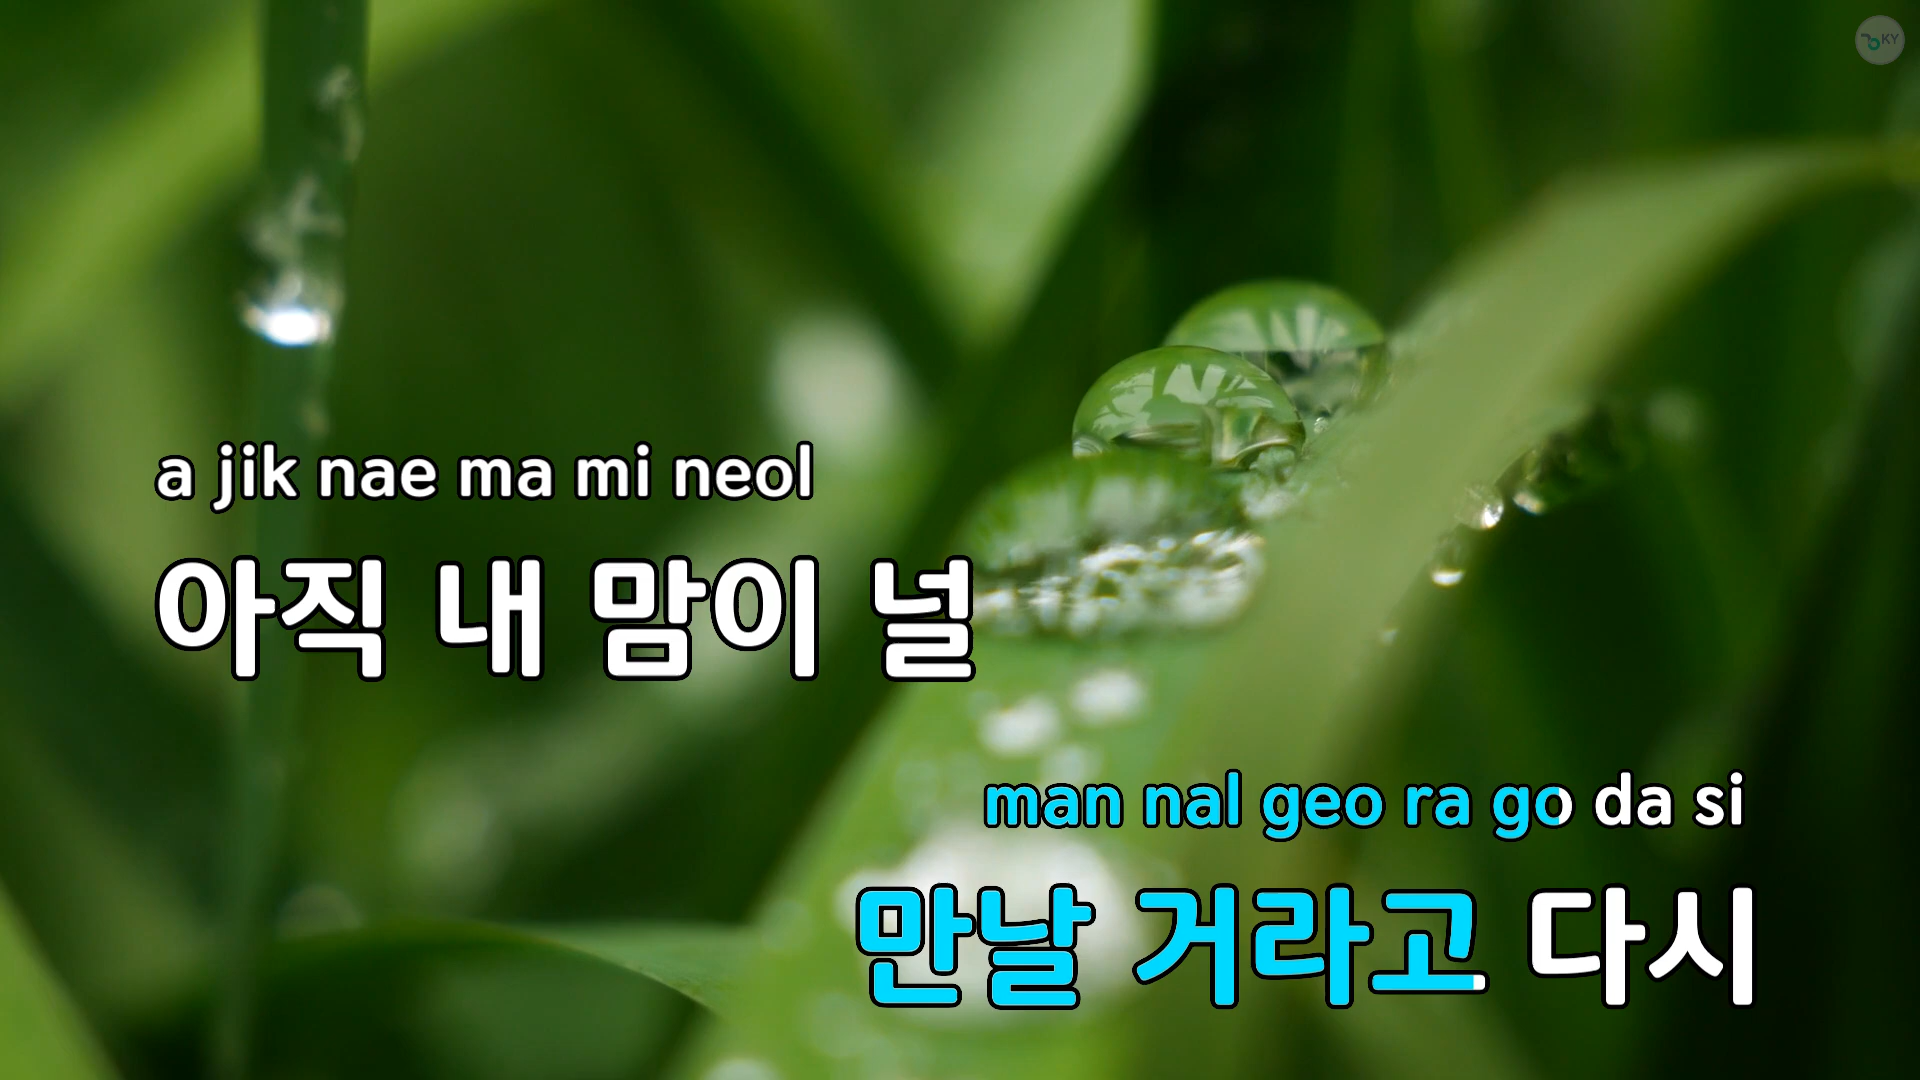 KY
a jik nae ma mi neol
아직 내 맘이 널
man nal geo ra go da si
만날 거라고 다시